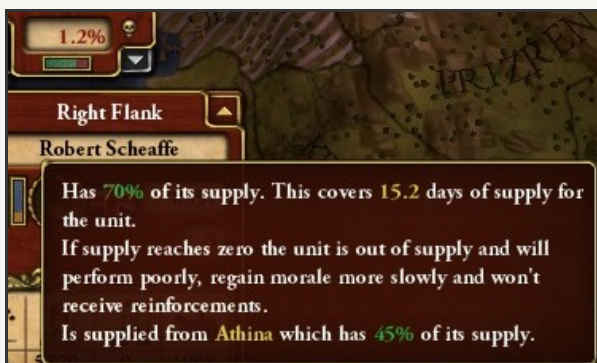 1.2%
PRIZREN
Right Flank
Robert Scheaffe
Has 70% of its supply. This covers 15.2 days of supply for
the unit.
If supply reaches zero the unit is out of supply and will
perform poorly, regain morale more slowly and won't
receive reinforcements.
Is supplied from Athina which has 45% of its supply.